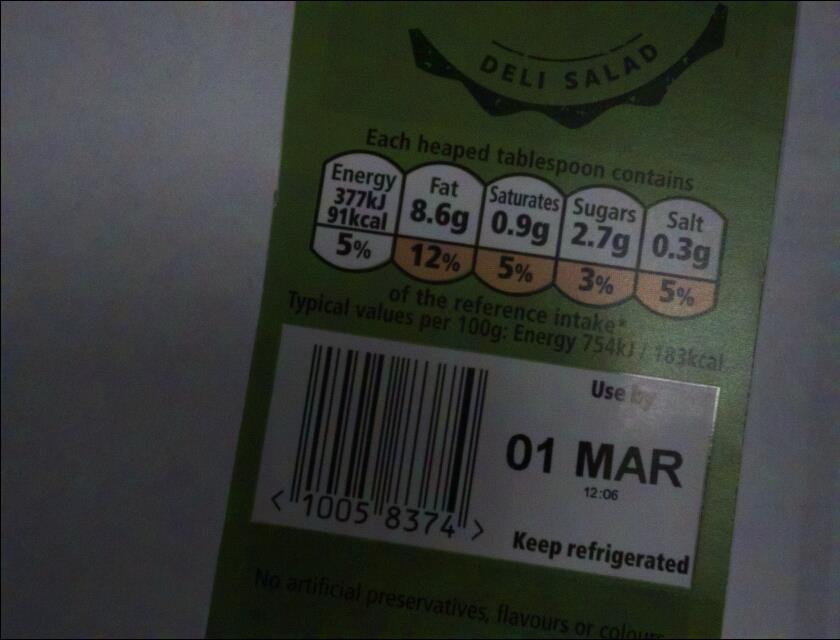 DELI SALAD
Each heaped tablespoon contains
Energy 377kJ 91kcal 5%
Fat 8.6g 12%
Saturates 0.9g 5%
Sugars 2.7g 3%
Salt 0.3g 5%
of the reference intake*
Typical values per 100g: Energy 754kJ / 183kcal
Use by
01 MAR
12:06
< 1005 8374 >
Keep refrigerated
No artificial preservatives, flavours or colours